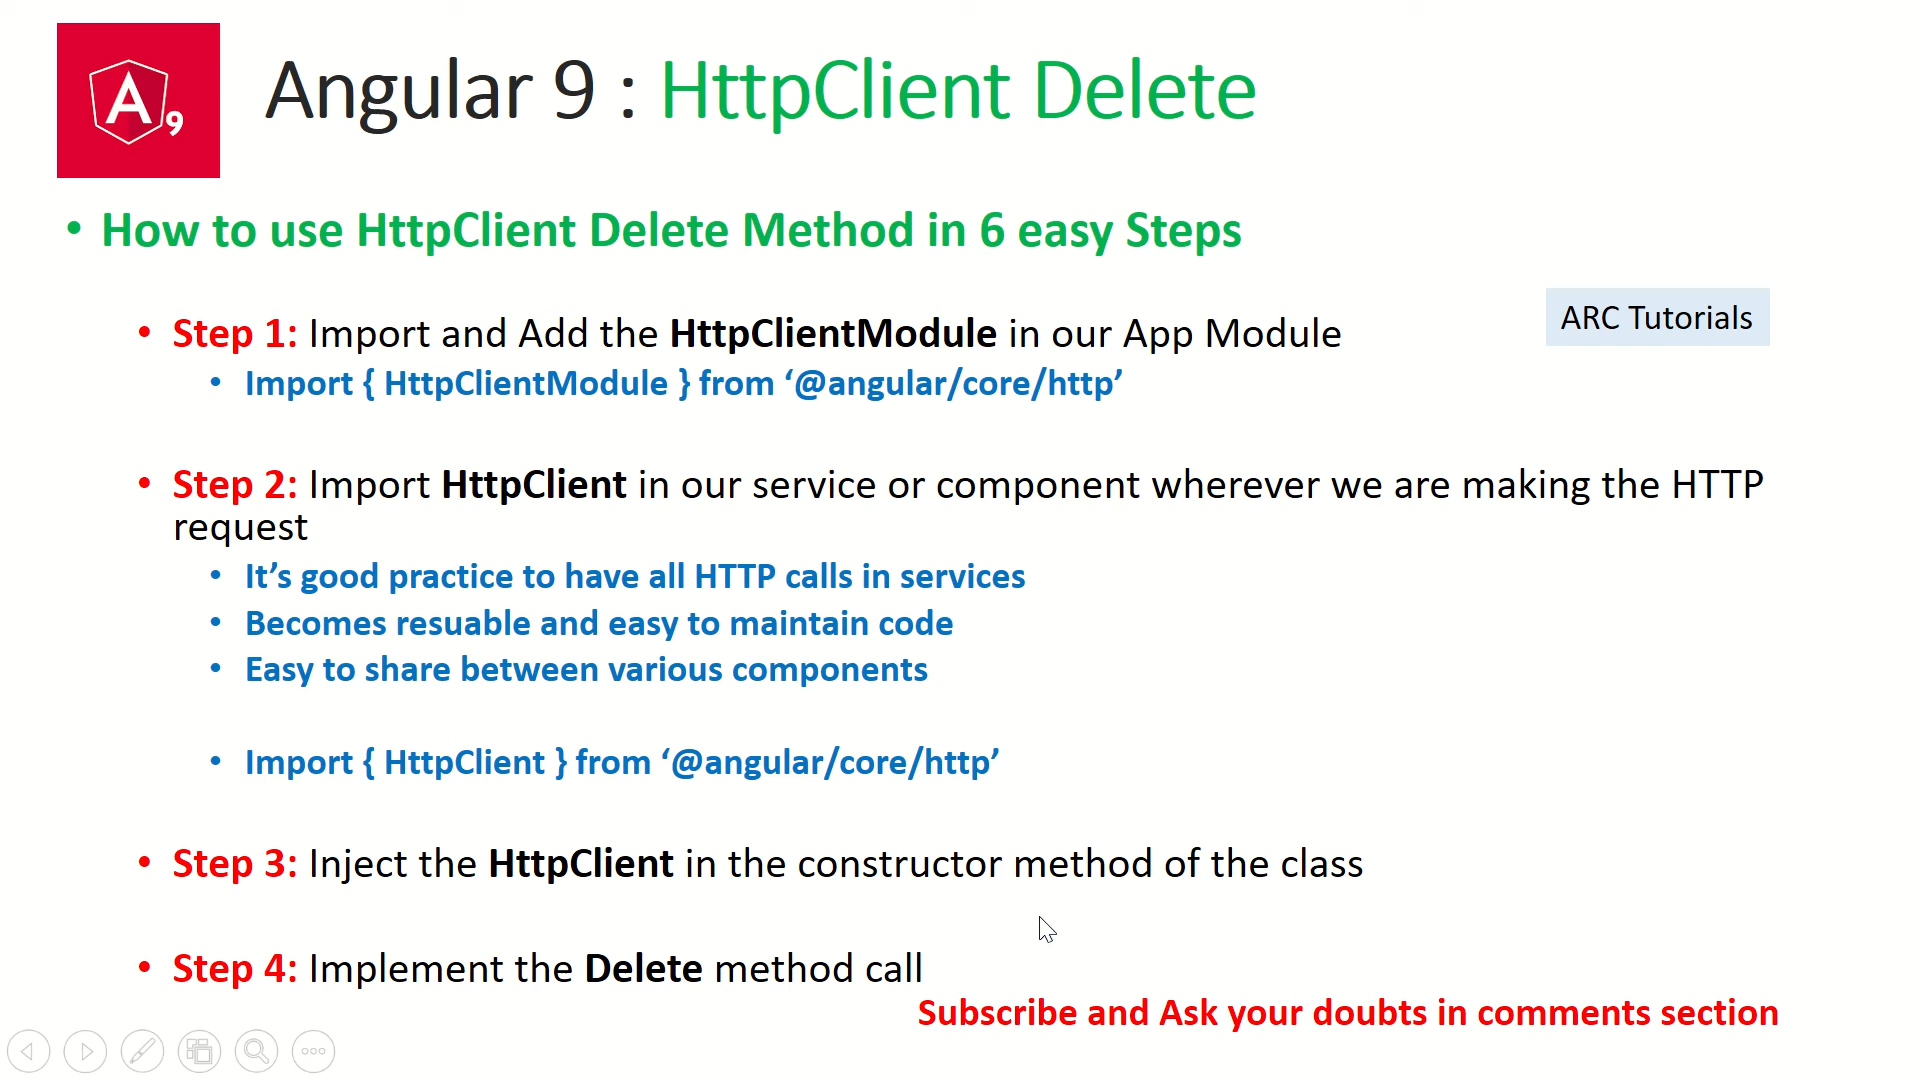 A 9
Angular 9 : HttpClient Delete
• How to use HttpClient Delete Method in 6 easy Steps
• Step 1: Import and Add the HttpClientModule in our App Module
ARC Tutorials
• Import { HttpClientModule } from ‘@angular/core/http’
• Step 2: Import HttpClient in our service or component wherever we are making the HTTP
request
• It’s good practice to have all HTTP calls in services
• Becomes resuable and easy to maintain code
• Easy to share between various components
• Import { HttpClient } from ‘@angular/core/http’
• Step 3: Inject the HttpClient in the constructor method of the class
• Step 4: Implement the Delete method call
Subscribe and Ask your doubts in comments section